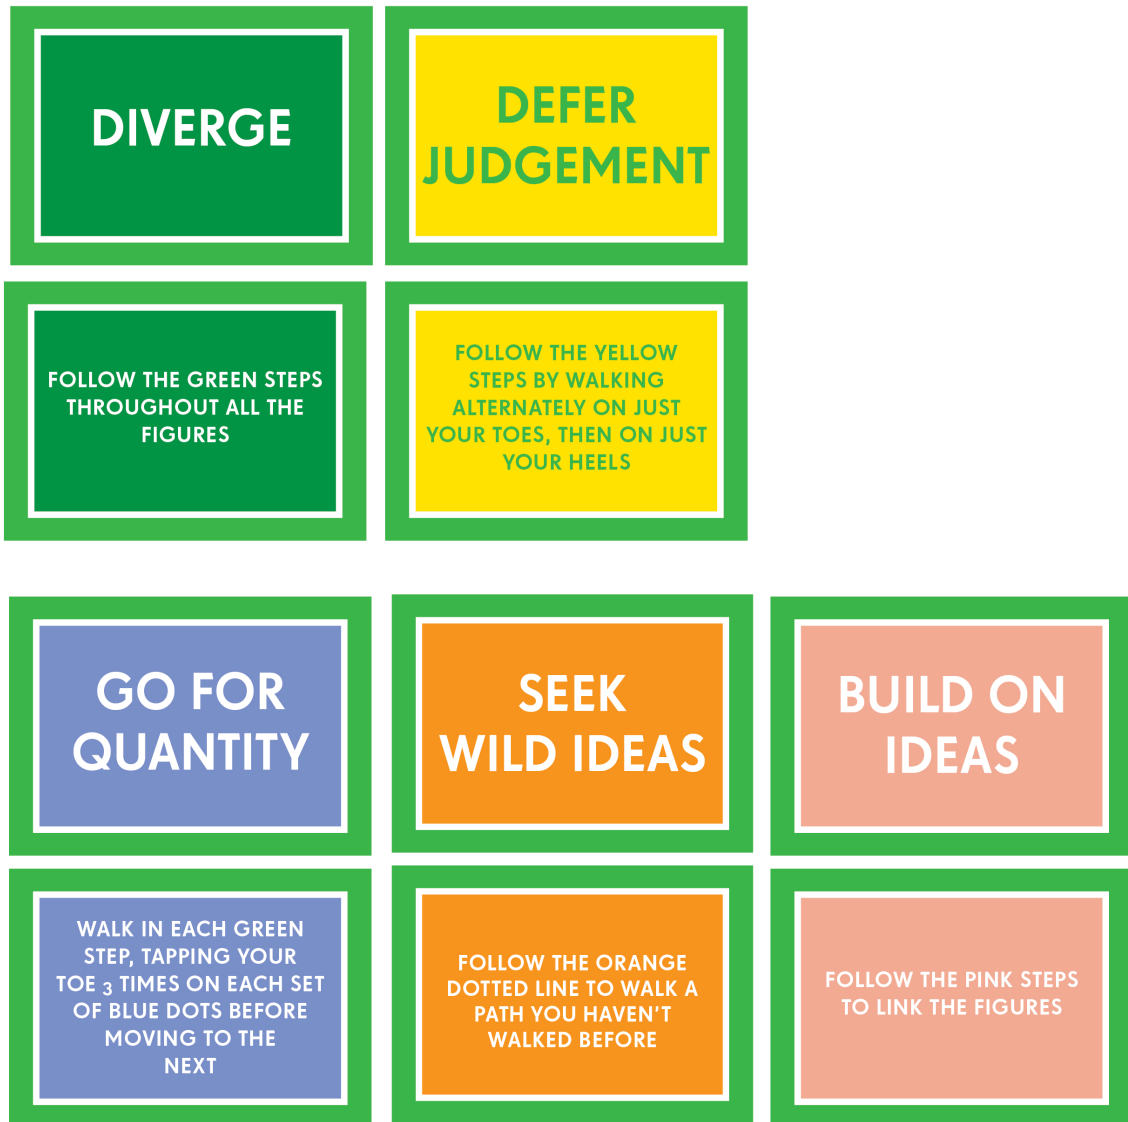 DIVERGE
DEFER
JUDGEMENT
FOLLOW THE GREEN STEPS
THROUGHOUT ALL THE
FIGURES
FOLLOW THE YELLOW
STEPS BY WALKING
ALTERNATELY ON JUST
YOUR TOES, THEN ON JUST
YOUR HEELS
GO FOR
QUANTITY
SEEK
WILD IDEAS
BUILD ON
IDEAS
WALK IN EACH GREEN
STEP, TAPPING YOUR
TOE 3 TIMES ON EACH SET
OF BLUE DOTS BEFORE
MOVING TO THE
NEXT
FOLLOW THE ORANGE
DOTTED LINE TO WALK A
PATH YOU HAVEN'T
WALKED BEFORE
FOLLOW THE PINK STEPS
TO LINK THE FIGURES